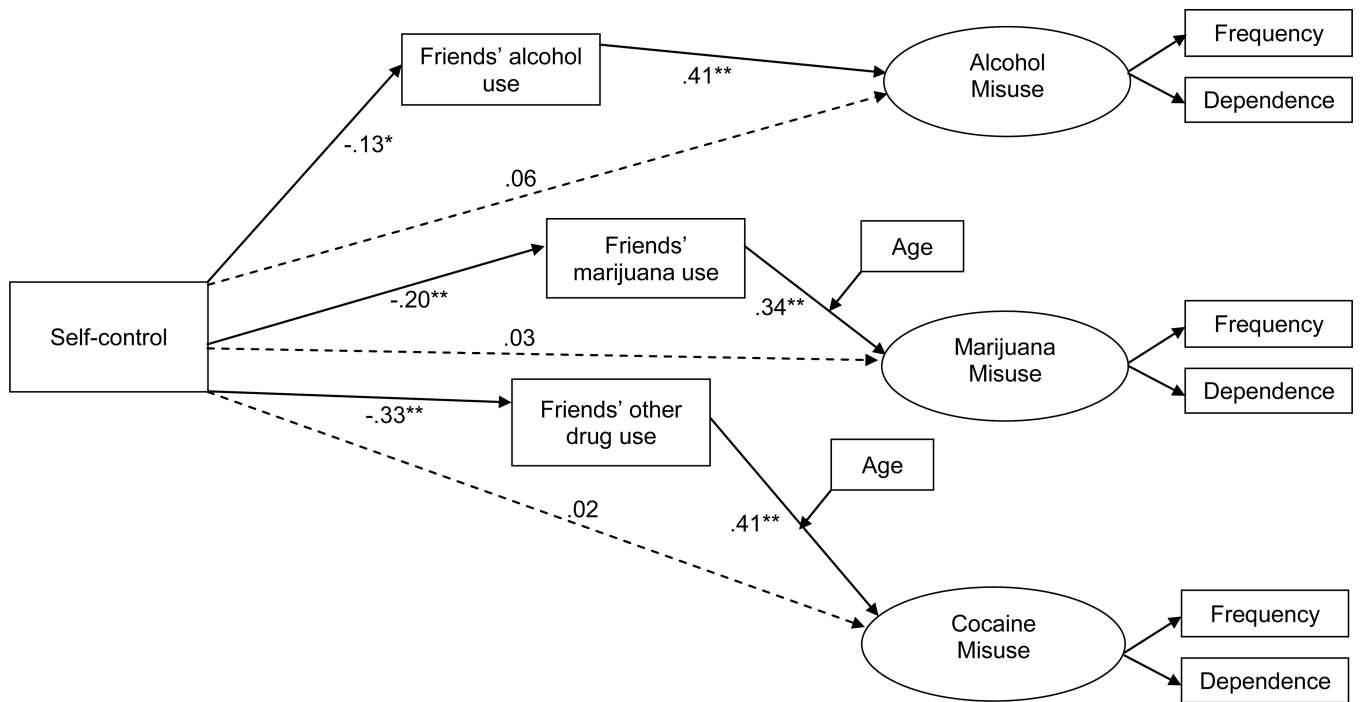 Friends’ alcohol
use
.41**
Alcohol
Misuse
Frequency
Dependence
-.13*
.06
Friends’
marijuana use
Age
-.20**
.34**
Self-control
.03
Marijuana
Misuse
Frequency
Dependence
-.33**
Friends’ other
drug use
Age
.02
.41**
Cocaine
Misuse
Frequency
Dependence